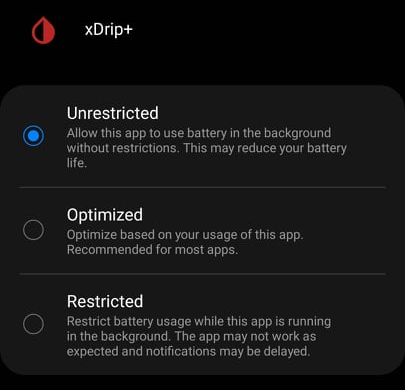 xDrip+
Unrestricted
Allow this app to use battery in the background
without restrictions. This may reduce your battery
life.
Optimized
Optimize based on your usage of this app.
Recommended for most apps.
Restricted
Restrict battery usage while this app is running
in the background. The app may not work as
expected and notifications may be delayed.